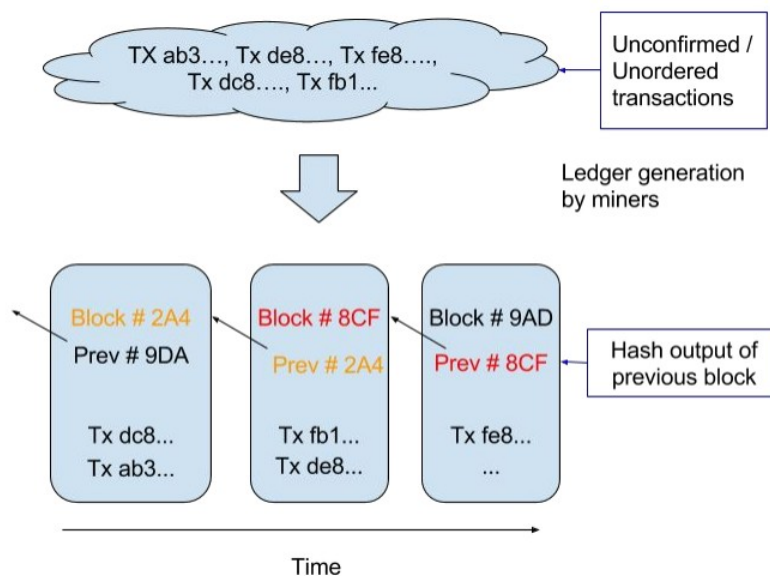 TX ab3..., Tx de8..., Tx fe8....,
Tx dc8...., Tx fb1...
Unconfirmed /
Unordered
transactions
Ledger generation
by miners
Block # 2A4
Prev # 9DA
Tx dc8...
Tx ab3...
Block # 8CF
Prev # 2A4
Tx fb1...
Tx de8...
Block # 9AD
Prev # 8CF
Tx fe8...
...
Hash output of
previous block
Time